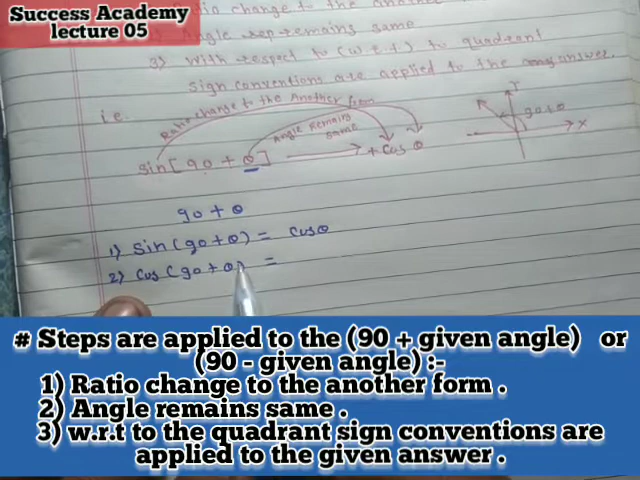 Success Academy
lecture 05
change to the
Angle remains same
3) with respect to (w.r.t) to quadrant
sign conventions are applied to the answer.
i.e.
Ratio change to the Another form
Angle Remains
same
90+θ
sin[90+θ] → +Cos θ
X
Y
90+θ
1) sin(90+θ) = cosθ
2) Cos(90+θ) =
# Steps are applied to the (90 + given angle) or
(90 - given angle) :-
1) Ratio change to the another form .
2) Angle remains same .
3) w.r.t to the quadrant sign conventions are
applied to the given answer .